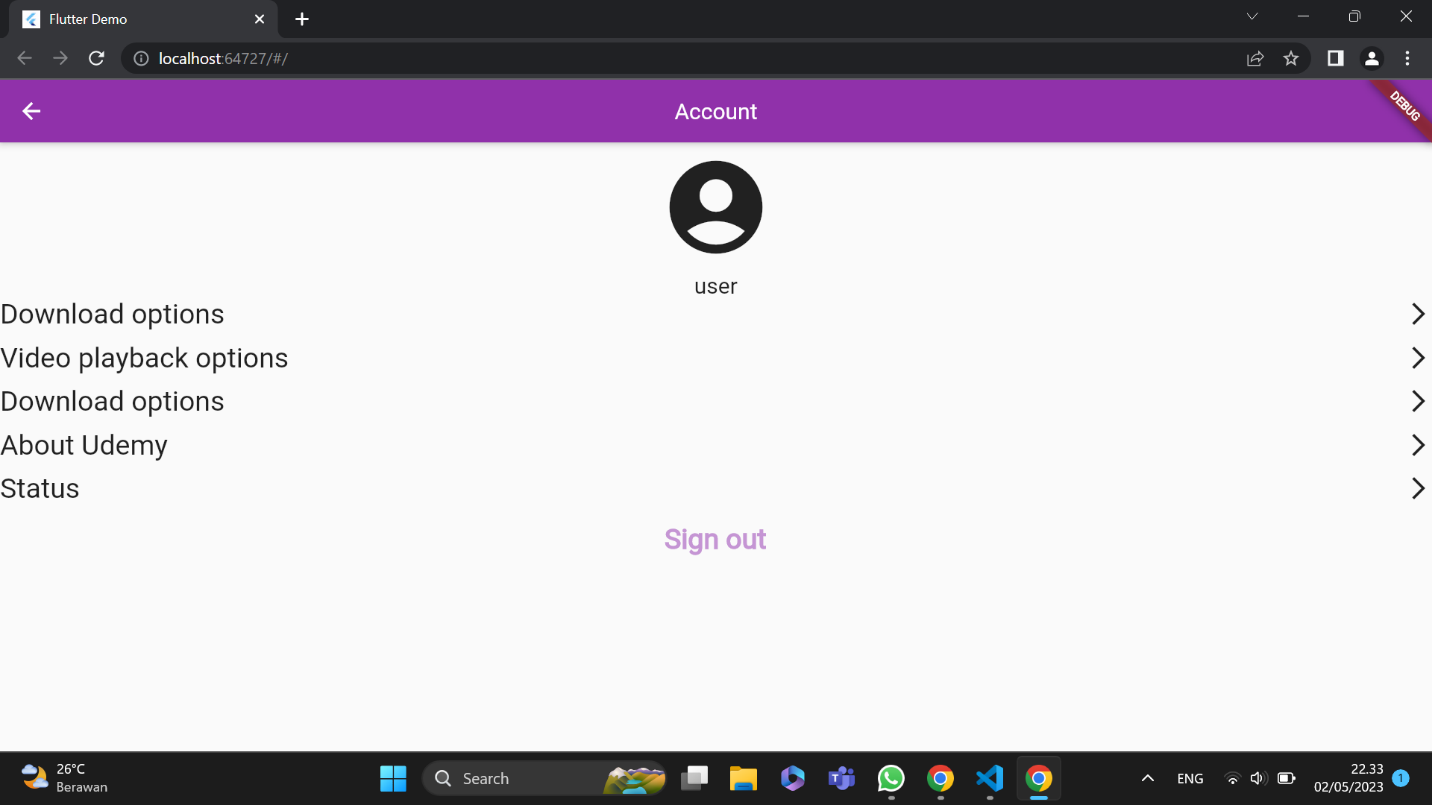 Flutter Demo
localhost:64727/#/
Account
DEBUG
user
Download options
Video playback options
Download options
About Udemy
Status
Sign out
26°C
Berawan
Search
ENG
22.33
02/05/2023
1